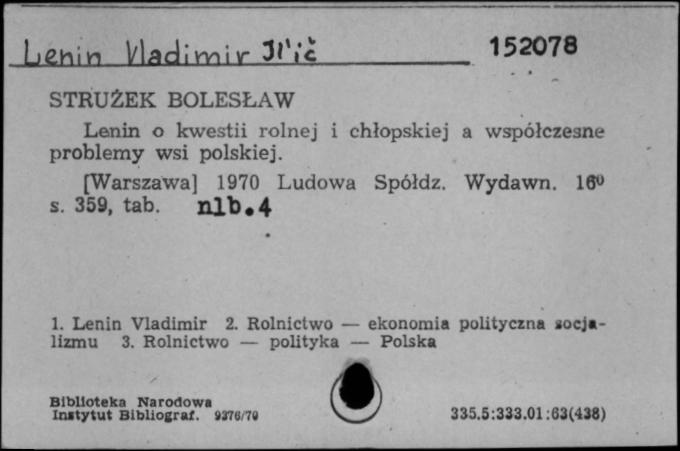 Lenin Vladimir Il'ič 152078
STRUŻEK BOLESŁAW
Lenin o kwestii rolnej i chłopskiej a współczesne
problemy wsi polskiej.
[Warszawa] 1970 Ludowa Spółdz. Wydawn. 16⁰
s. 359, tab. nlb.4
1. Lenin Vladimir 2. Rolnictwo — ekonomia polityczna socja-
lizmu 3. Rolnictwo — polityka — Polska
Biblioteka Narodowa
Instytut Bibliograf. 9376/70 335.5:333.01:63(438)